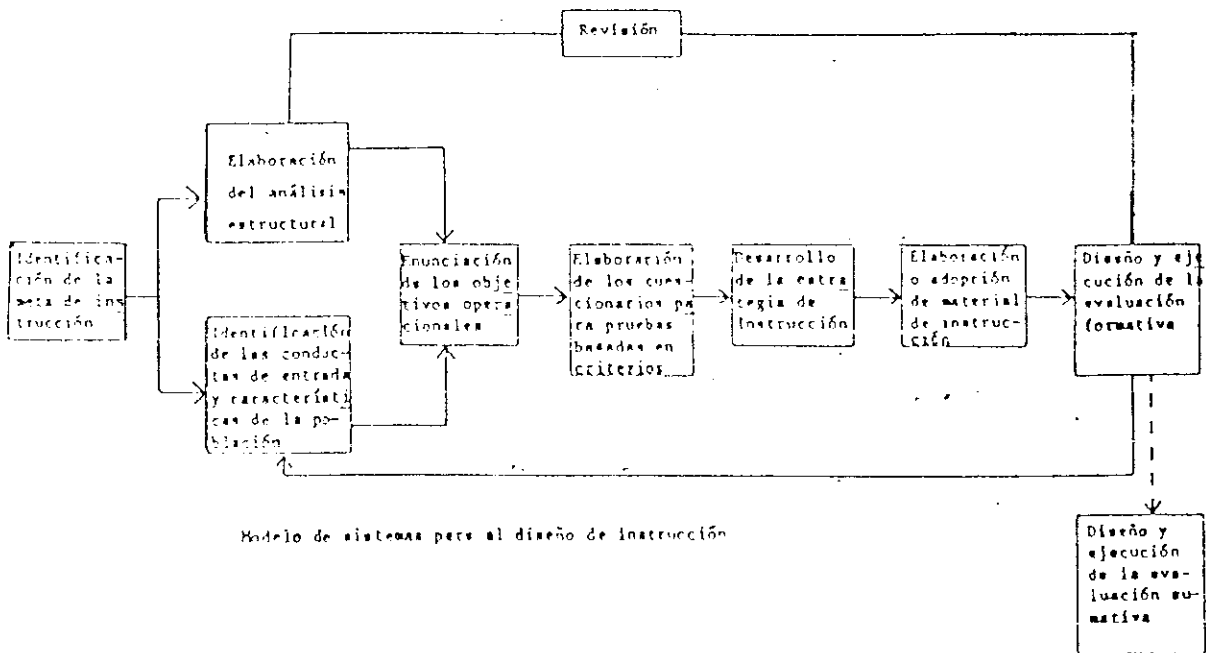 Revisión
Elaboración
del análisis
estructural
Identifica-
ción de la
meta de ins
trucción
Identificación
de las conduc-
tas de entrada
y característi
cas de la po-
blación
Enunciación
de los obje
tivos opera
cionales
Elaboración
de los cues-
cionarios pa
ra pruebas
basadas en
criterios
Desarrollo
de la estra
tegia de
Instrucción
Elaboración
o adopción
de material
de instruc-
ción
Diseño y eje
cución de la
evaluación
formativa
Modelo de sistemas para el diseño de instrucción
Diseño y
ejecución
de la eva-
luación su-
mativa